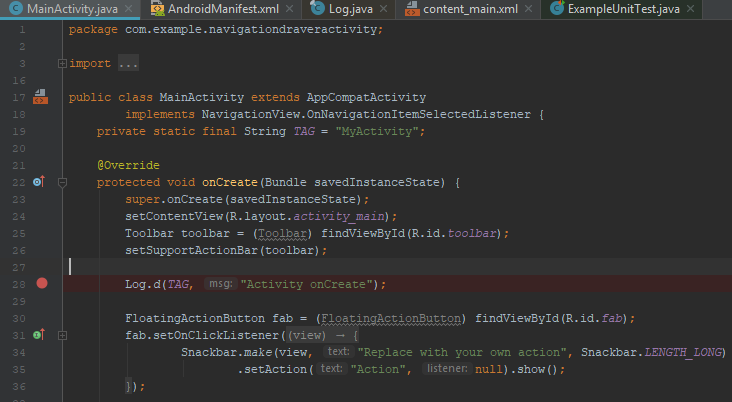 MainActivity.java × AndroidManifest.xml × Log.java × content_main.xml × ExampleUnitTest.java ×
1 package com.example.navigationdraveractivity;
2
3 import ...
16
17 public class MainActivity extends AppCompatActivity
18 implements NavigationView.OnNavigationItemSelectedListener {
19 private static final String TAG = "MyActivity";
20
21 @Override
22 protected void onCreate(Bundle savedInstanceState) {
23 super.onCreate(savedInstanceState);
24 setContentView(R.layout.activity_main);
25 Toolbar toolbar = (Toolbar) findViewById(R.id.toolbar);
26 setSupportActionBar(toolbar);
27
28 Log.d(TAG, msg: "Activity onCreate");
29
30 FloatingActionButton fab = (FloatingActionButton) findViewById(R.id.fab);
31 fab.setOnClickListener((view) → {
34 Snackbar.make(view, text: "Replace with your own action", Snackbar.LENGTH_LONG)
35 .setAction( text: "Action", listener: null).show();
36 });